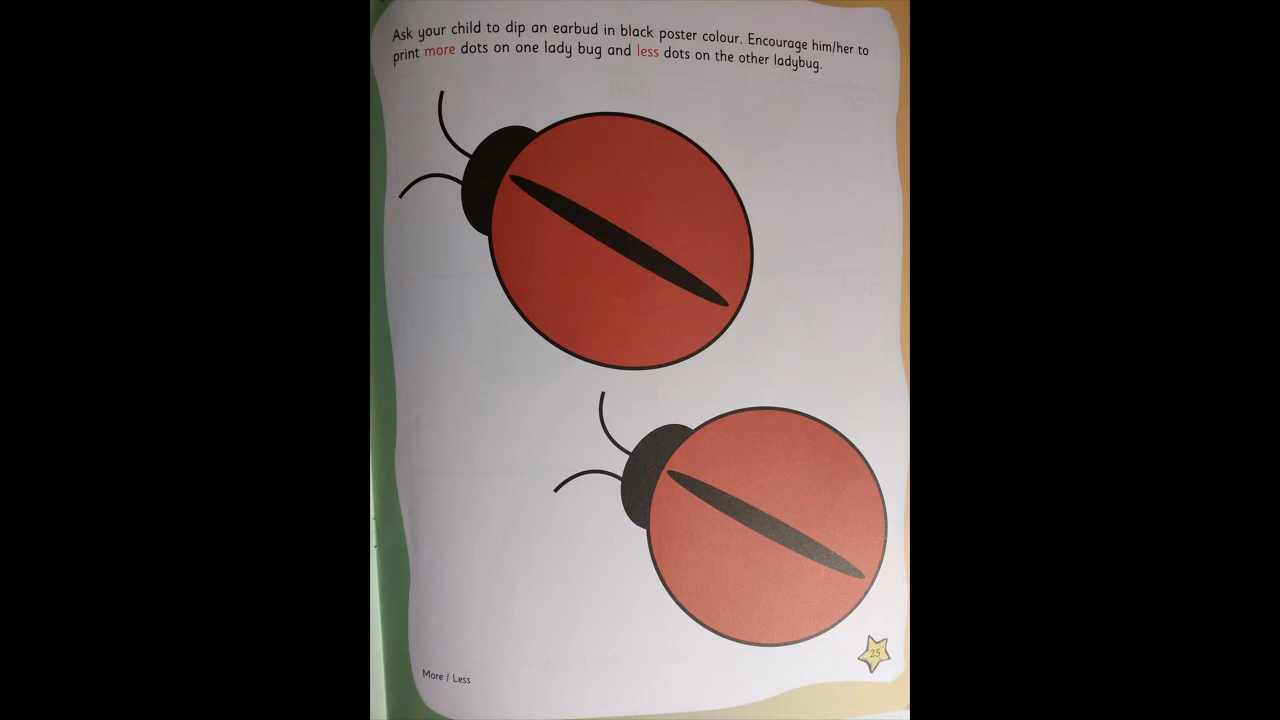 Ask your child to dip an earbud in black poster colour. Encourage him/her to
print more dots on one lady bug and less dots on the other ladybug.
25
More / Less